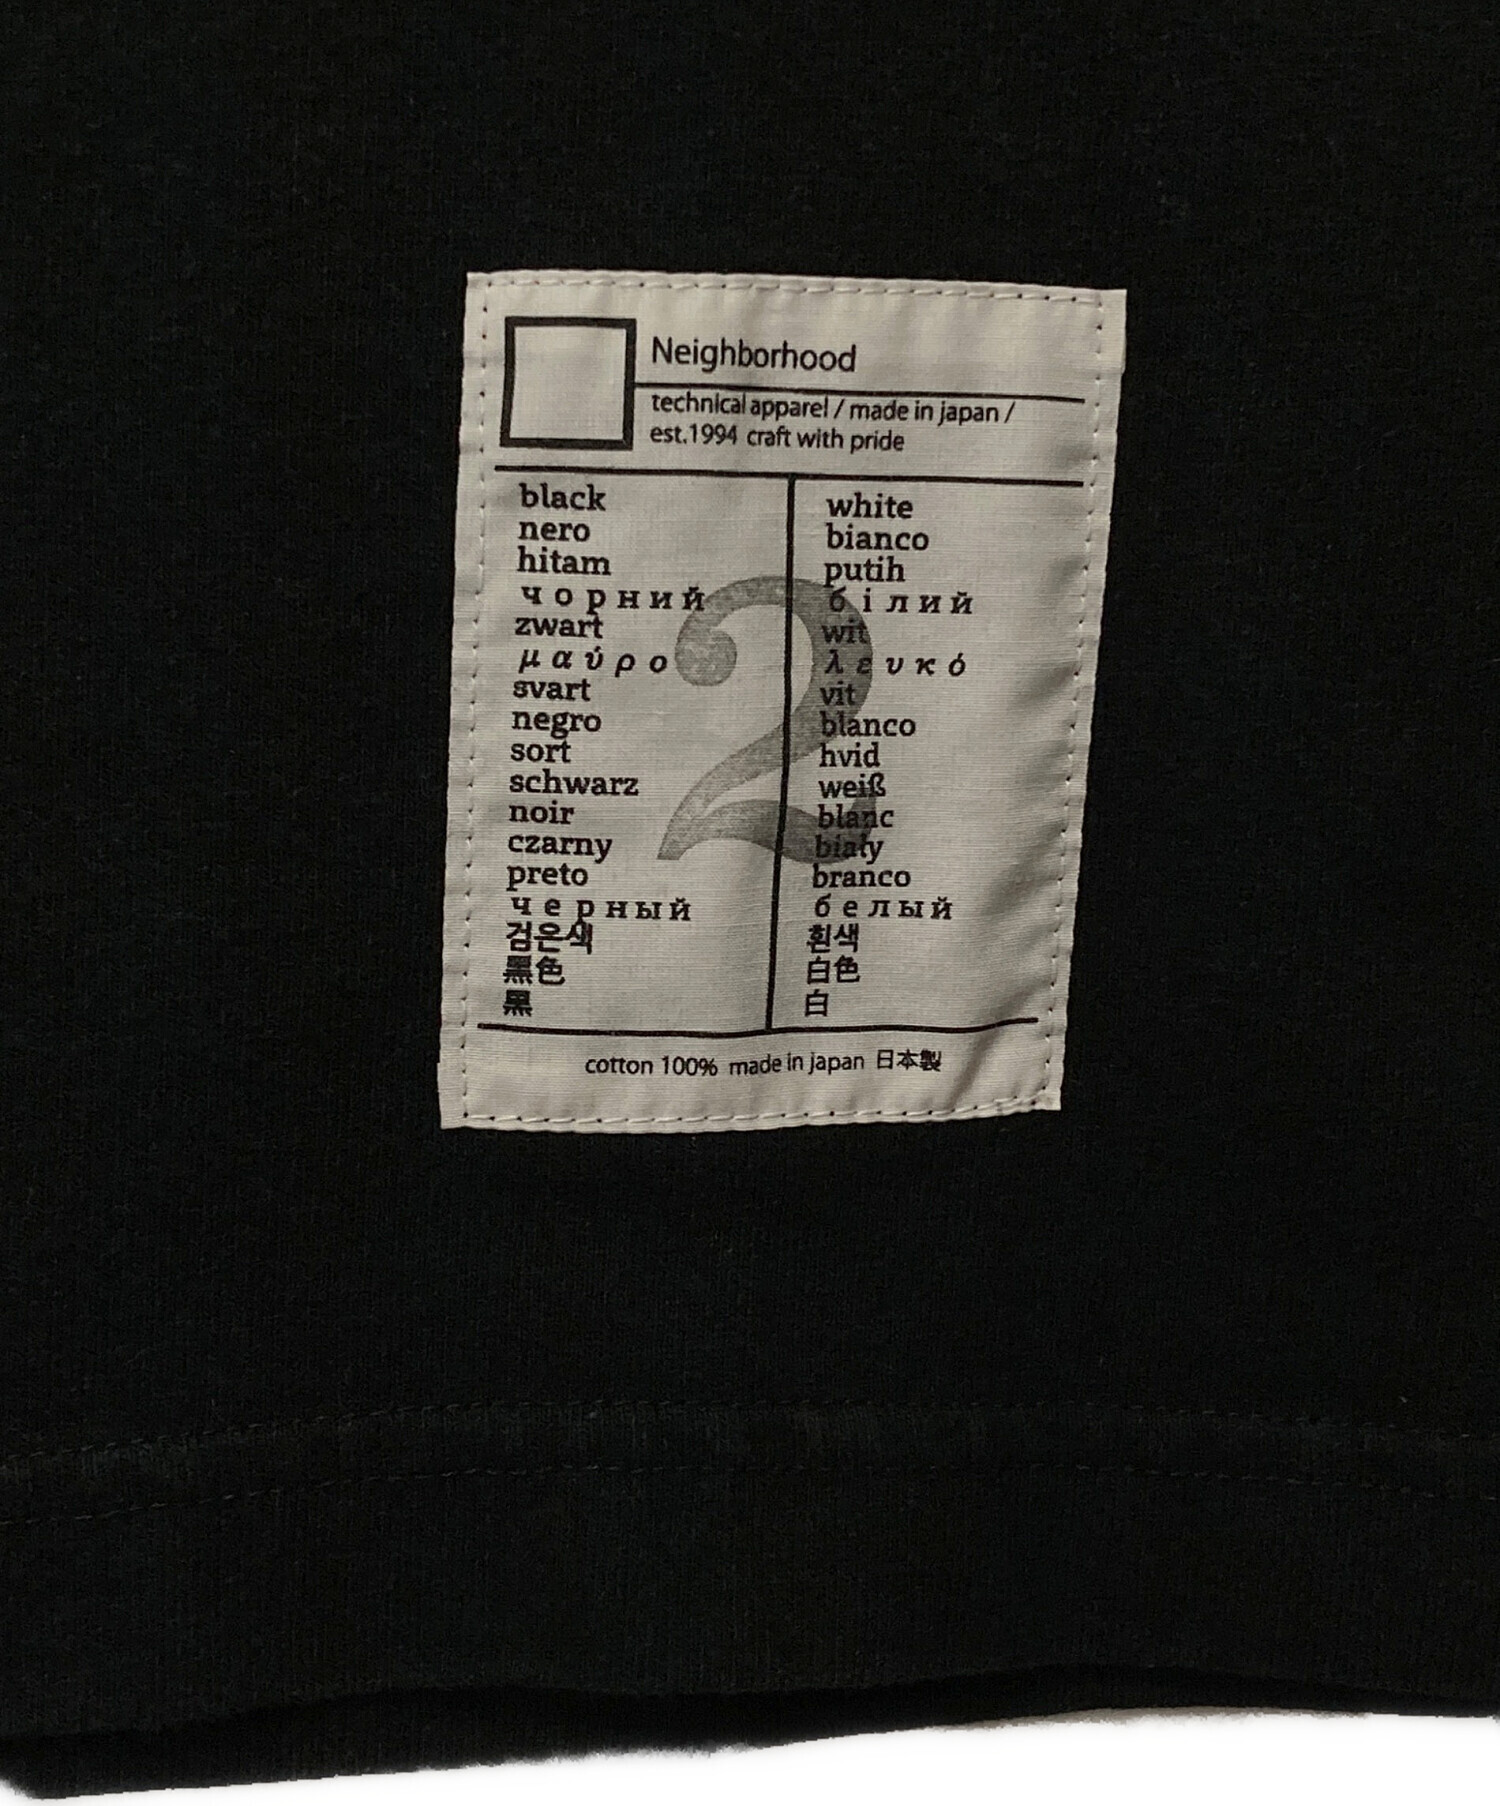 Neighborhood
technical apparel / made in japan /
est.1994 craft with pride
black
nero
hitam
чорний
zwart
μαύρο
svart
negro
sort
schwarz
noir
czarny
preto
черный
검은색
黑色
黒
white
bianco
putih
білий
wit
λευκό
vit
blanco
hvid
weiß
blanc
biały
branco
белый
흰색
白色
白
2
cotton 100% made in japan 日本製